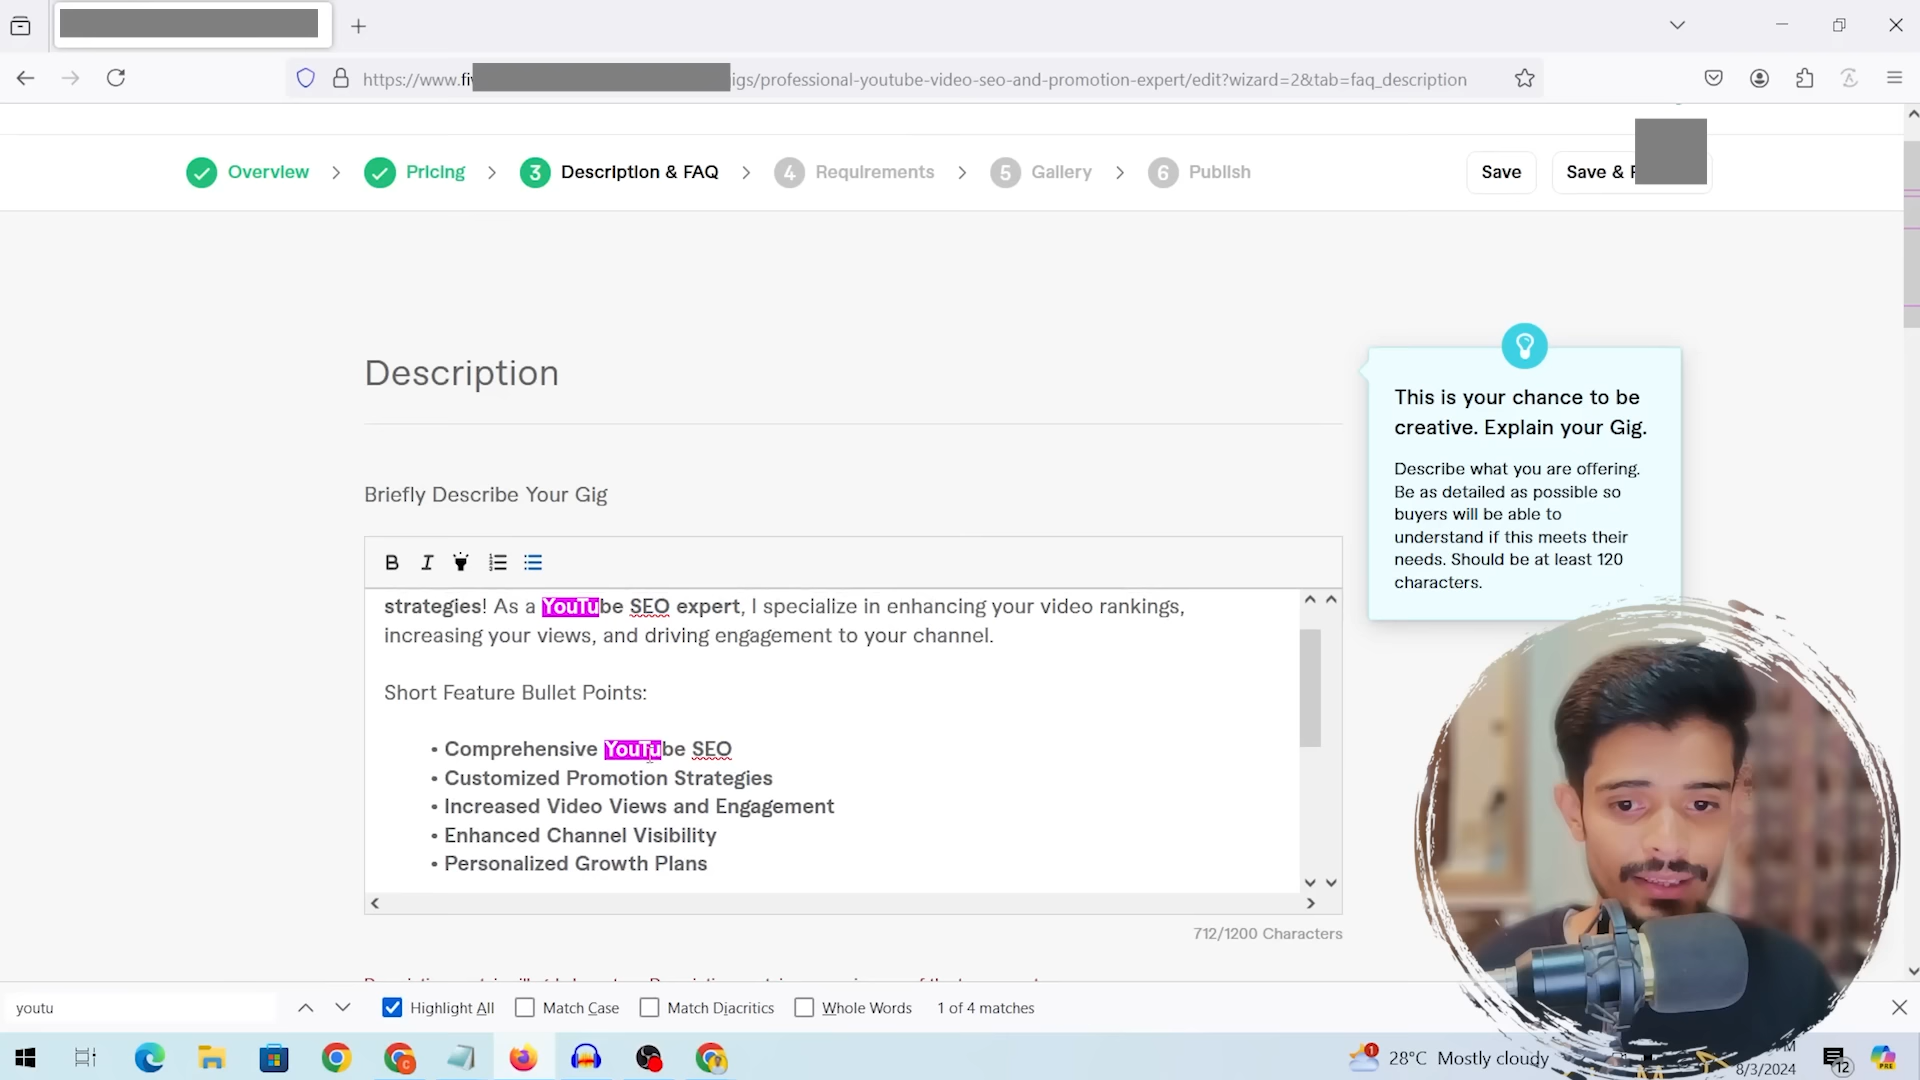 https://www.fi
igs/professional-youtube-video-seo-and-promotion-expert/edit?wizard=2&tab=faq_description
Overview
Pricing
3 Description & FAQ
4 Requirements
5 Gallery
6 Publish
Save
Save &
Description
This is your chance to be
creative. Explain your Gig.
Describe what you are offering.
Be as detailed as possible so
buyers will be able to
understand if this meets their
needs. Should be at least 120
characters.
Briefly Describe Your Gig
B I
strategies! As a YouTube SEO expert, I specialize in enhancing your video rankings,
increasing your views, and driving engagement to your channel.
Short Feature Bullet Points:
• Comprehensive YouTube SEO
• Customized Promotion Strategies
• Increased Video Views and Engagement
• Enhanced Channel Visibility
• Personalized Growth Plans
712/1200 Characters
youtu
Highlight All
Match Case
Match Diacritics
Whole Words
1 of 4 matches
28°C Mostly cloudy
8/3/2024
12